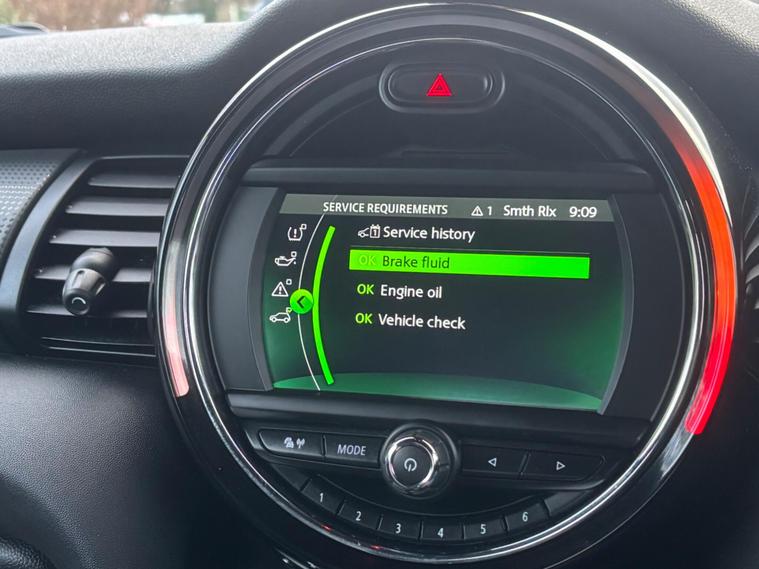 SERVICE REQUIREMENTS 1 Smth Rlx 9:09
Service history
OK Brake fluid
OK Engine oil
OK Vehicle check
MODE
1 2 3 4 5 6